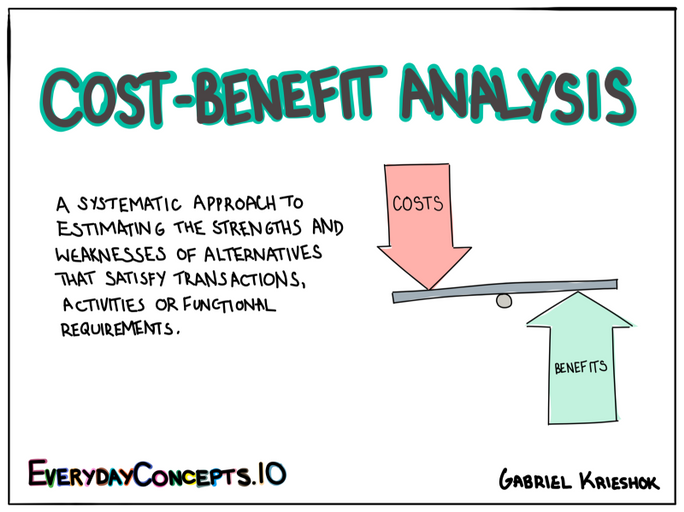 COST-BENEFIT ANALYSIS
A SYSTEMATIC APPROACH TO
ESTIMATING THE STRENGTHS AND
WEAKNESSES OF ALTERNATIVES
THAT SATISFY TRANSACTIONS,
ACTIVITIES OR FUNCTIONAL
REQUIREMENTS.
COSTS
BENEFITS
EVERYDAYCONCEPTS.IO
GABRIEL KRIESHOK